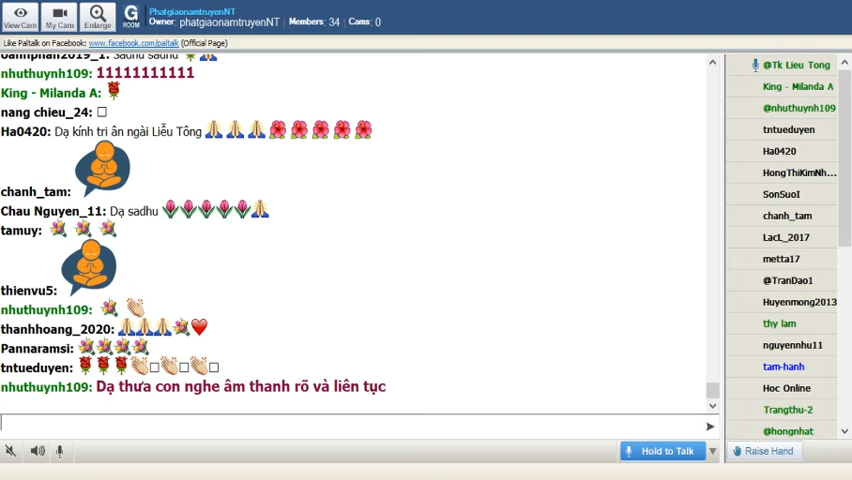 View Cam
My Cam
Enlarge
G
ROOM
PhatgiaonamtruyenNT
Owner: phatgiaonamtruyenNT Members: 34 Cams: 0
Like Paltalk on Facebook: www.facebook.com/paltalk (Official Page)
nhuthuynh109: 11111111111
King - Milanda A:
nang chieu_24:
Ha0420: Dạ kính tri ân ngài Liễu Tông
chanh_tam:
Chau Nguyen_11: Dạ sadhu
tamuy:
thienvu5:
nhuthuynh109:
thanhhoang_2020:
Pannaramsi:
tntueduyen:
nhuthuynh109: Dạ thưa con nghe âm thanh rõ và liên tục
Hold to Talk
@Tk Lieu Tong
King - Milanda A
@nhuthuynh109
tntueduyen
Ha0420
HongThiKimNh...
SonSuoI
chanh_tam
LacL_2017
metta17
@TranDao1
Huyenmong2013
thy lam
nguyennhu11
tam-hanh
Hoc Online
Trangthu-2
@hongnhat
Raise Hand